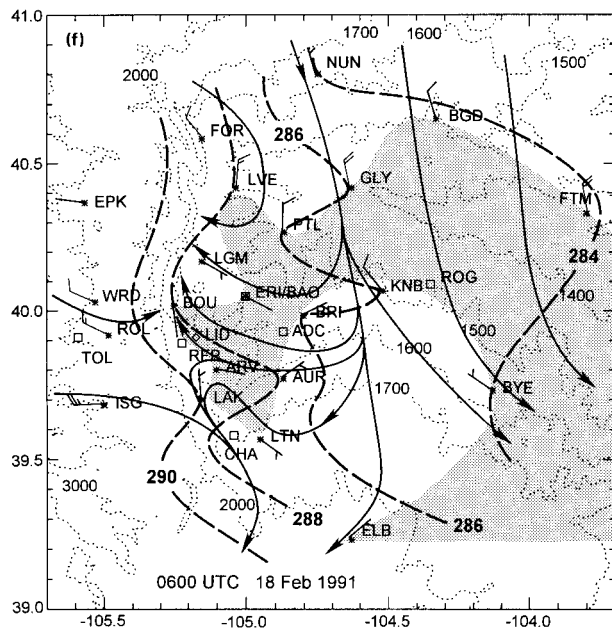 41.0
(f)
1700
1600
1500
NUN
2000
BGD
FOR
286
40.5
LVE
GLY
EPK
FTM
PTL
284
LGM
ERI/BAO
KNB
ROG
WRD
BOU
1400
40.0
BRI
ROL
LID
ADC
TOL
RFP
1500
ARV
1600
AUR
1700
BYE
ISG
LAK
LTN
39.5
CHA
290
3000
2000
288
286
ELB
0600 UTC 18 Feb 1991
39.0
-105.5
-105.0
-104.5
-104.0